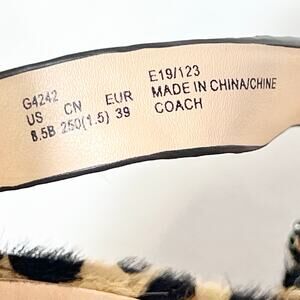 G4242
US CN EUR
8.5B 250(1.5) 39
E19/123
MADE IN CHINA/CHINE
COACH